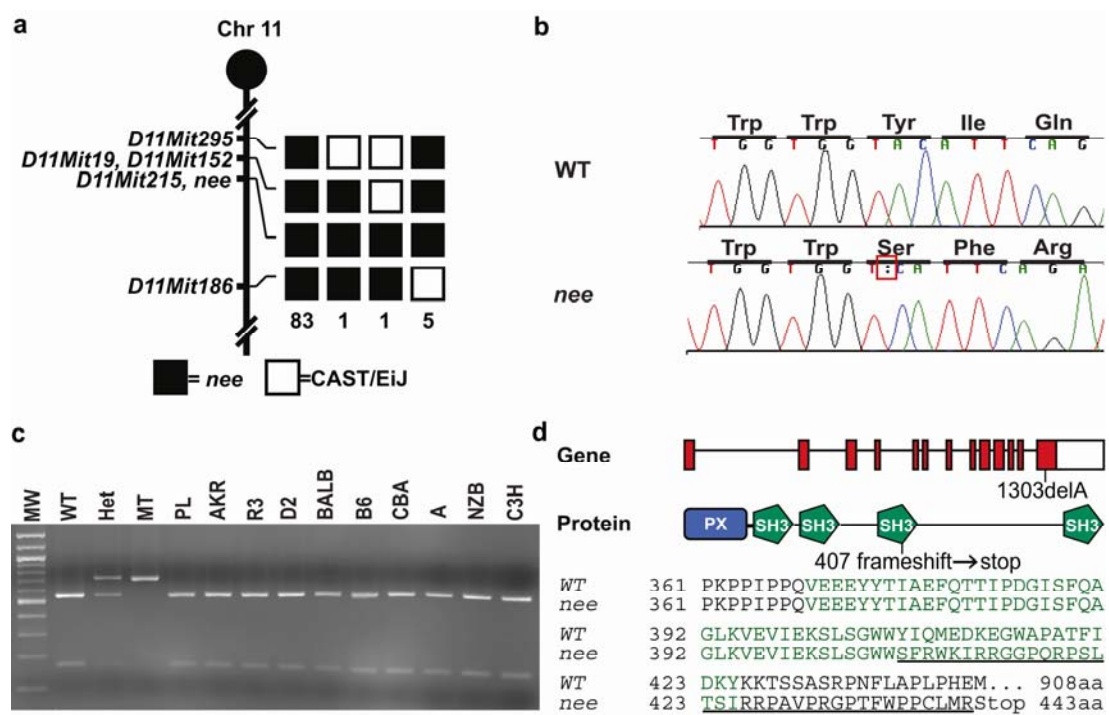 a
Chr 11
D11Mit295
D11Mit19, D11Mit152
D11Mit215, nee
D11Mit186
83 1 1 5
= nee =CAST/EiJ
b
Trp Trp Tyr Ile Gln
T G G T G G T A C A T T C A G
WT
Trp Trp Ser Phe Arg
T G G T G G T : C A T T C A G A
nee
c
MW WT Het MT PL AKR R3 D2 BALB B6 CBA A NZB C3H
d
Gene
1303delA
Protein
PX SH3 SH3 SH3 SH3
407 frameshift→stop
WT 361 PKPPIPPQVEEEYYTIAEFQTTIPDGISFQA
nee 361 PKPPIPPQVEEEYYTIAEFQTTIPDGISFQA
WT 392 GLKVEVIEKSLSGWWYIQMEDKEGWAPATFI
nee 392 GLKVEVIEKSLSGWWSFRWKIRRGGPQRPSL
WT 423 DKYKKTSSASRPNFLAPLPHEM... 908aa
nee 423 TSIRRPAVPRGPTFWPPCLMRStop 443aa